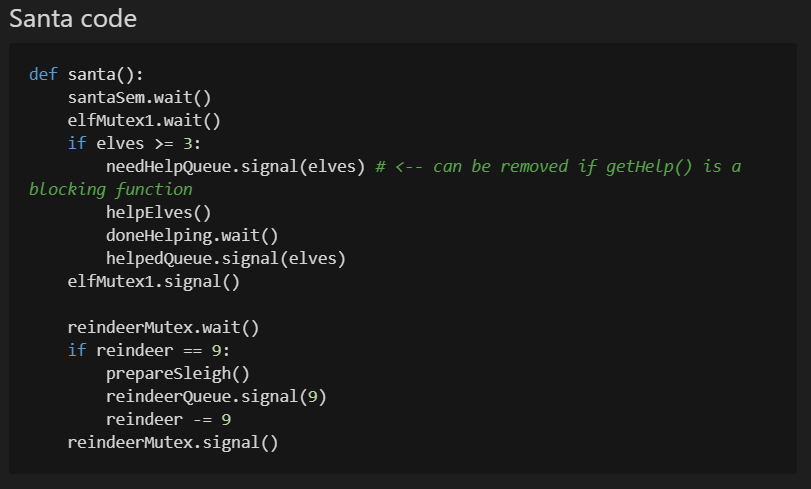 Santa code
def santa():
    santaSem.wait()
    elfMutex1.wait()
    if elves >= 3:
        needHelpQueue.signal(elves) # <-- can be removed if getHelp() is a
blocking function
        helpElves()
        doneHelping.wait()
        helpedQueue.signal(elves)
    elfMutex1.signal()

    reindeerMutex.wait()
    if reindeer == 9:
        prepareSleigh()
        reindeerQueue.signal(9)
        reindeer -= 9
    reindeerMutex.signal()